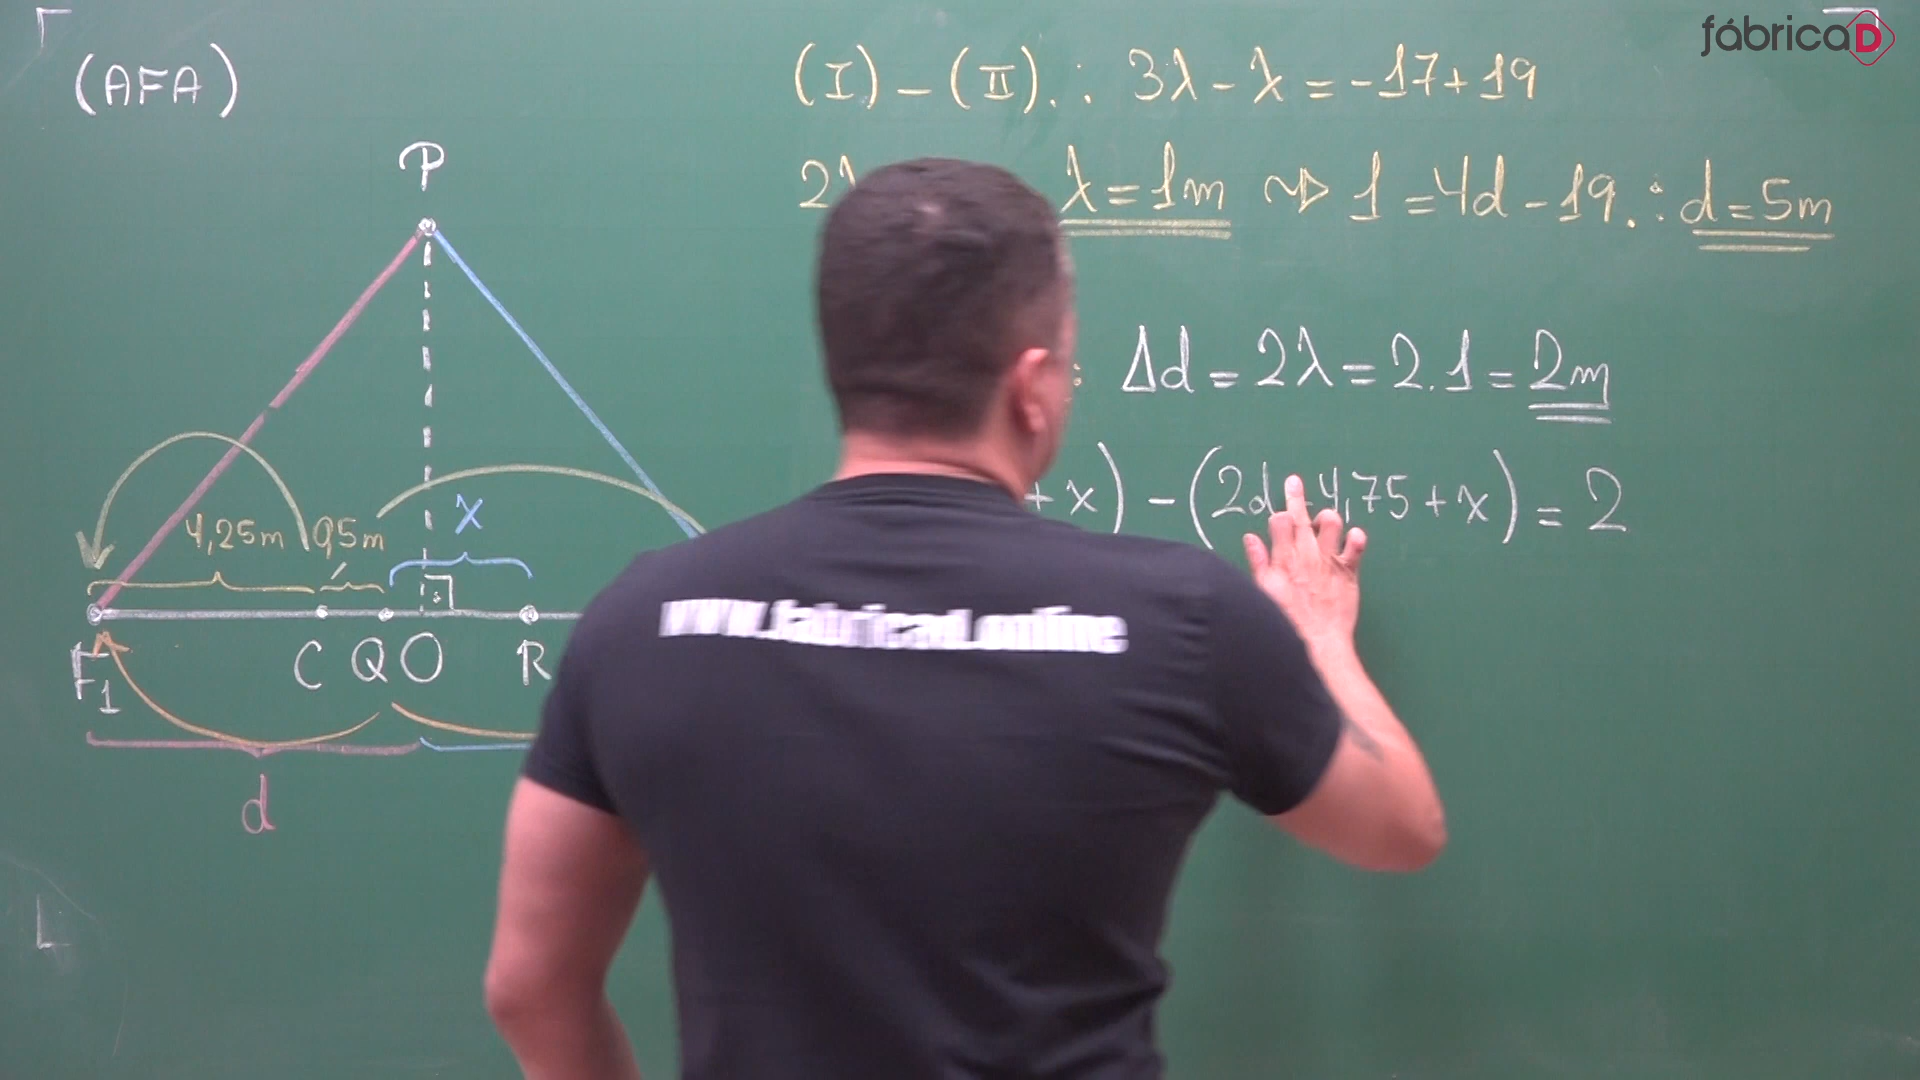 fábricaD
(AFA)
(I) - (II) ∴ 3λ - λ = -17 + 19
2λ λ = 1m ⇝ 1 = 4d - 19 ∴ d = 5m
P
Δd = 2λ = 2.1 = 2m
+ x) - (2d - 4,75 + x) = 2
4,25m 0,5m x
F1 C Q O R
d
www.fabricad.online